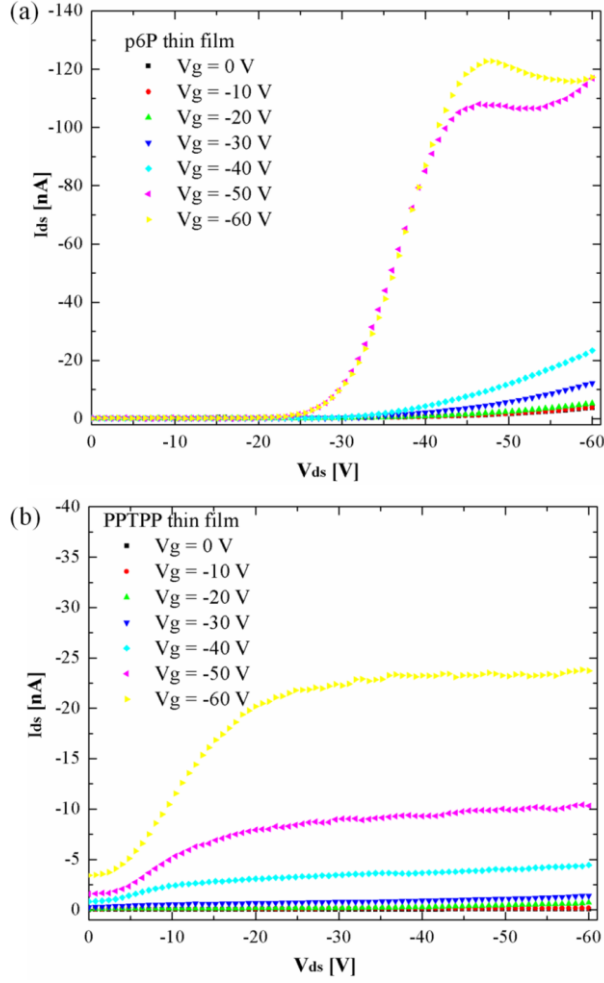 (a)
-140
-120
-100
-80
-60
-40
-20
0
Ids [nA]
p6P thin film
Vg = 0 V
Vg = -10 V
Vg = -20 V
Vg = -30 V
Vg = -40 V
Vg = -50 V
Vg = -60 V
0 -10 -20 -30 -40 -50 -60
Vds [V]
(b)
-40
-35
-30
-25
-20
-15
-10
-5
0
Ids [nA]
PPTPP thin film
Vg = 0 V
Vg = -10 V
Vg = -20 V
Vg = -30 V
Vg = -40 V
Vg = -50 V
Vg = -60 V
0 -10 -20 -30 -40 -50 -60
Vds [V]